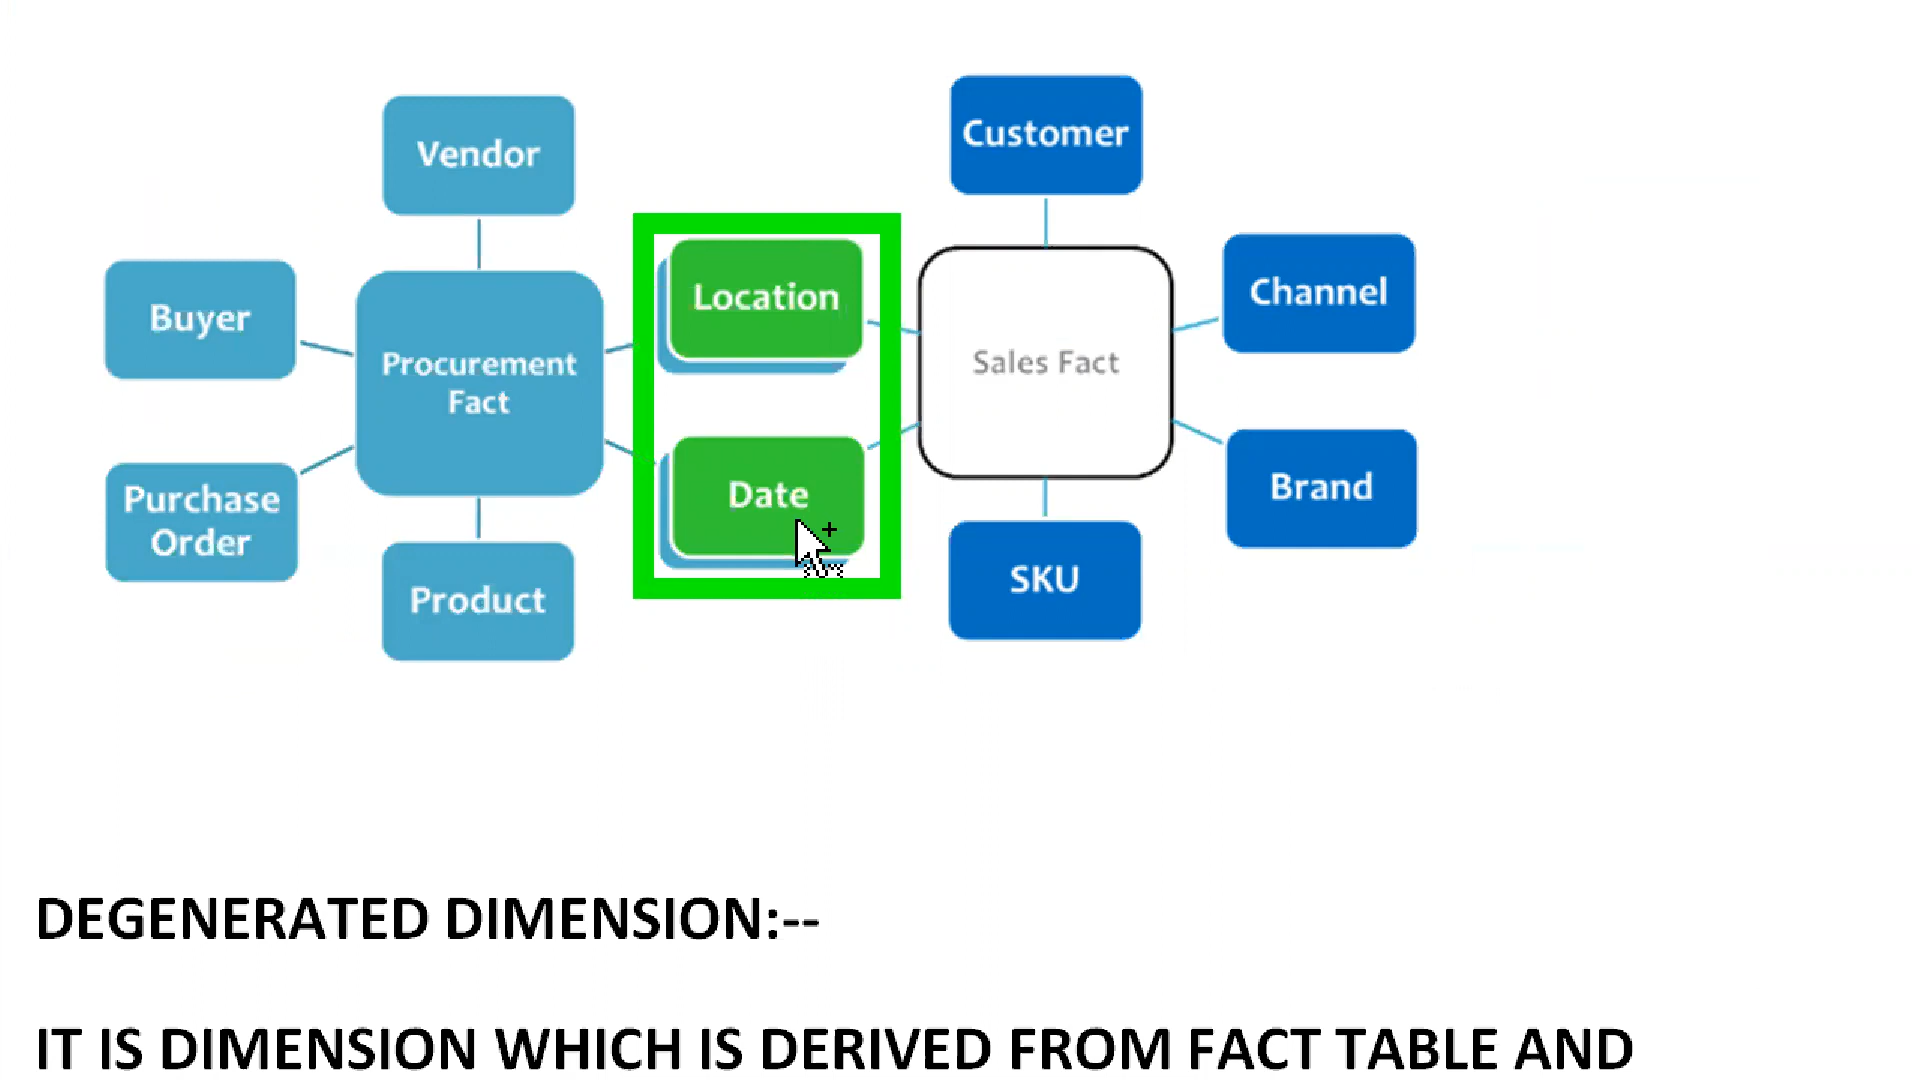 Vendor
Customer
Buyer
Location
Channel
Procurement
Fact
Sales Fact
Purchase
Order
Date
Brand
Product
SKU
DEGENERATED DIMENSION:--
IT IS DIMENSION WHICH IS DERIVED FROM FACT TABLE AND